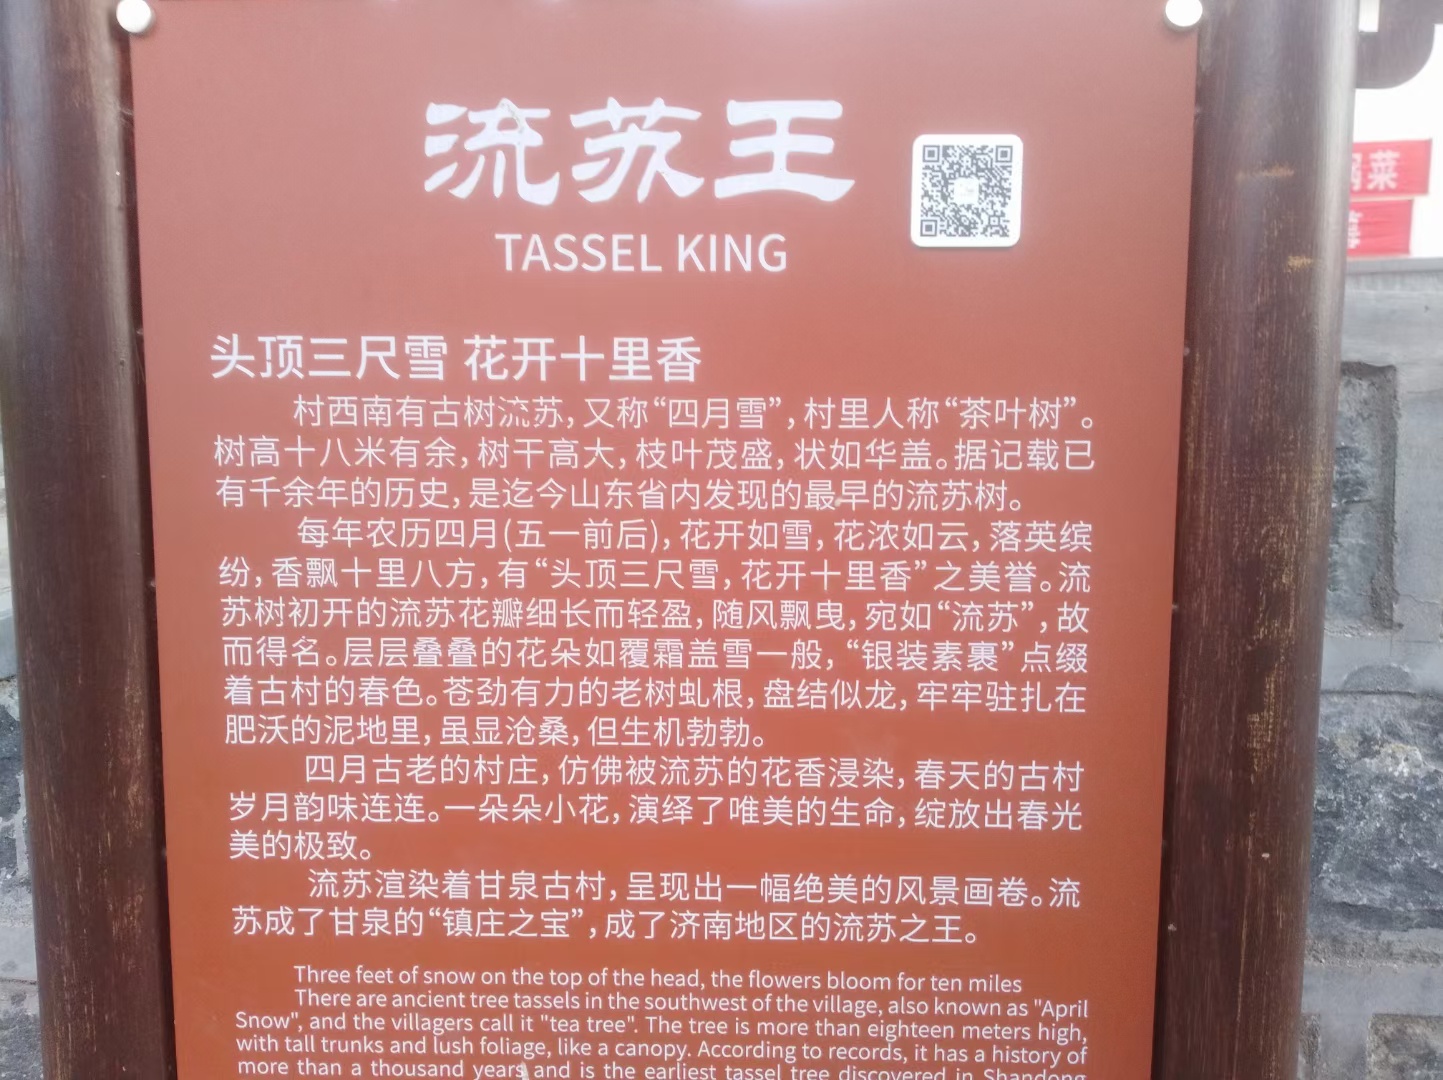 流苏王
TASSEL KING
头顶三尺雪 花开十里香
村西南有古树流苏，又称“四月雪”，村里人称“茶叶树”。
树高十八米有余，树干高大，枝叶茂盛，状如华盖。据记载已
有千余年的历史，是迄今山东省内发现的最早的流苏树。
每年农历四月(五一前后)，花开如雪，花浓如云，落英缤
纷，香飘十里八方，有“头顶三尺雪，花开十里香”之美誉。流
苏树初开的流苏花瓣细长而轻盈，随风飘曳，宛如“流苏”，故
而得名。层层叠叠的花朵如覆霜盖雪一般，“银装素裹”点缀
着古村的春色。苍劲有力的老树虬根，盘结似龙，牢牢驻扎在
肥沃的泥地里，虽显沧桑，但生机勃勃。
四月古老的村庄，仿佛被流苏的花香浸染，春天的古村
岁月韵味连连。一朵朵小花，演绎了唯美的生命，绽放出春光
美的极致。
流苏渲染着甘泉古村，呈现出一幅绝美的风景画卷。流
苏成了甘泉的“镇庄之宝”，成了济南地区的流苏之王。
Three feet of snow on the top of the head, the flowers bloom for ten miles
There are ancient tree tassels in the southwest of the village, also known as "April
Snow", and the villagers call it "tea tree". The tree is more than eighteen meters high,
with tall trunks and lush foliage, like a canopy. According to records, it has a history of
more than a thousand years and is the earliest tassel tree discovered in Shandong
菜